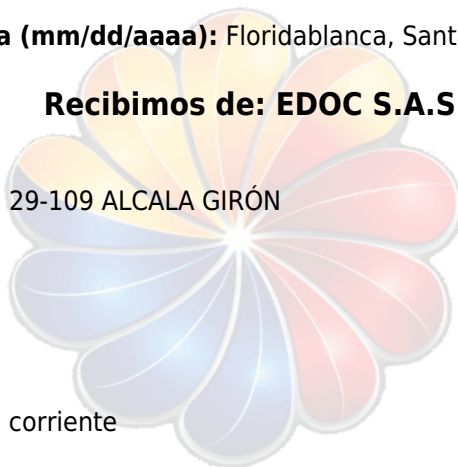 a (mm/dd/aaaa): Floridablanca, Sant
Recibimos de: EDOC S.A.S
29-109 ALCALA GIRÓN
corriente